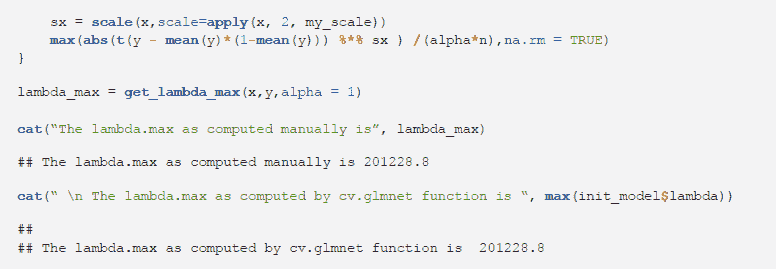 sx = scale(x,scale=apply(x, 2, my_scale))
max(abs(t(y - mean(y)*(1-mean(y))) %*% sx ) /(alpha*n),na.rm = TRUE)
}
lambda_max = get_lambda_max(x,y,alpha = 1)
cat(“The lambda.max as computed manually is”, lambda_max)
## The lambda.max as computed manually is 201228.8
cat(“ \n The lambda.max as computed by cv.glmnet function is “, max(init_model$lambda))
##
## The lambda.max as computed by cv.glmnet function is  201228.8